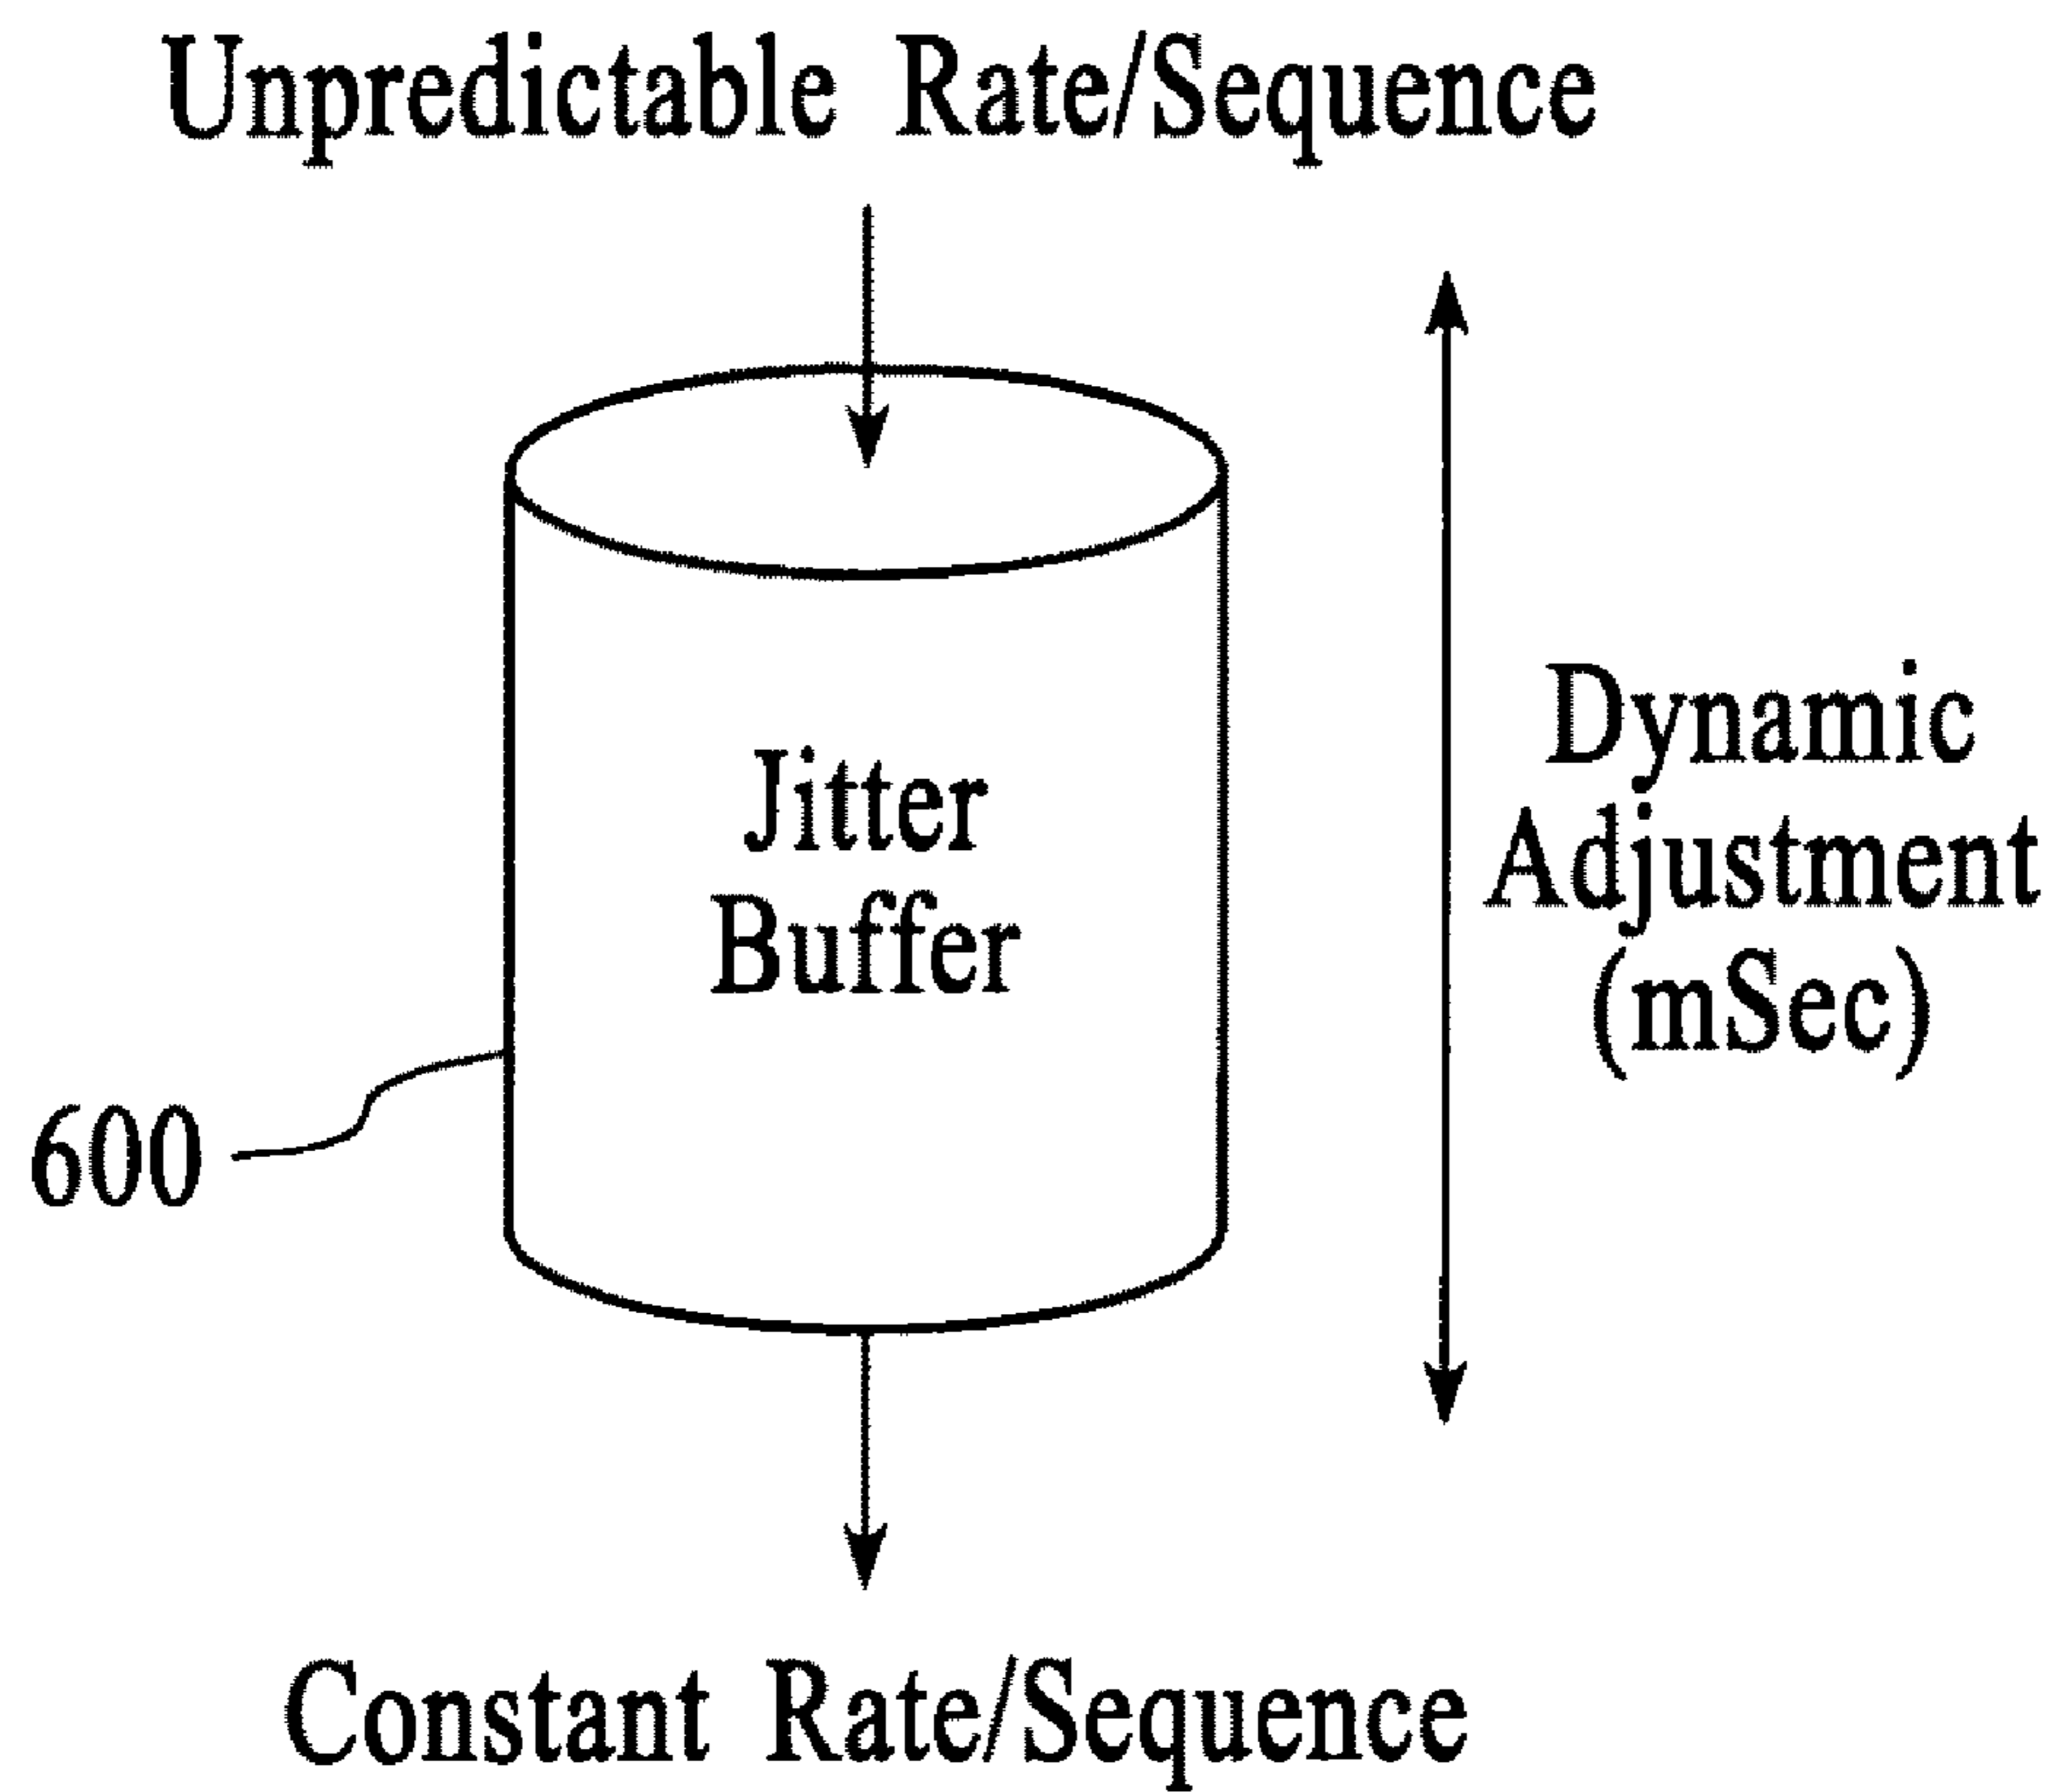 Unpredictable Rate/Sequence
Jitter
Buffer
Dynamic
Adjustment
(mSec)
600
Constant Rate/Sequence